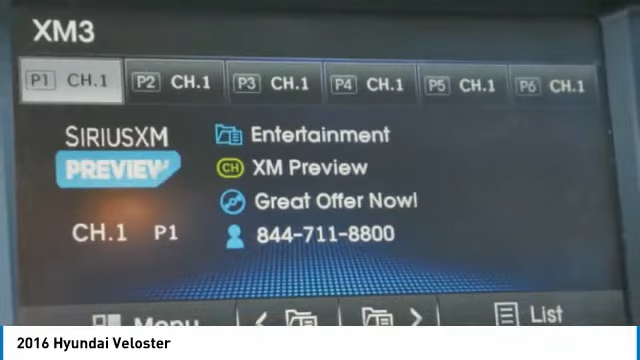 XM3
P1 CH.1 P2 CH.1 P3 CH.1 P4 CH.1 P5 CH.1 P6 CH.1
SIRIUSXM
PREVIEW
CH.1 P1
Entertainment
CH XM Preview
Great Offer Now!
844-711-8800
Menu
List
2016 Hyundai Veloster